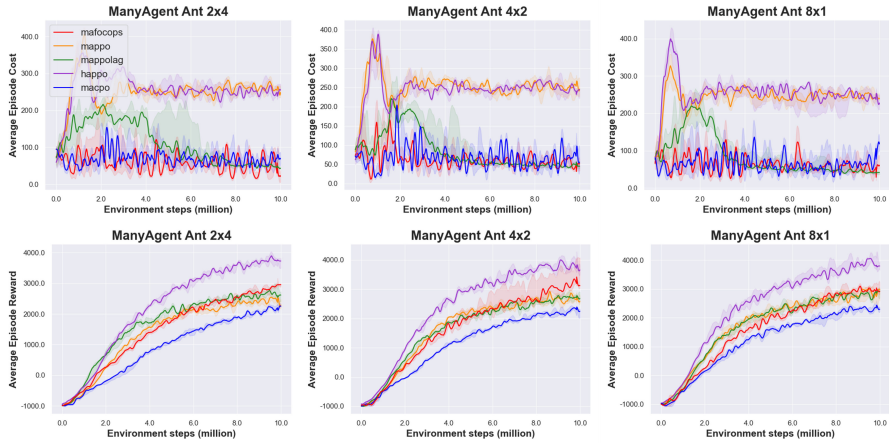 ManyAgent Ant 2x4
ManyAgent Ant 4x2
ManyAgent Ant 8x1
Average Episode Cost
400.0
300.0
200.0
100.0
0.0
mafocops
mappo
mappolag
happo
macpo
0.0 2.0 4.0 6.0 8.0 10.0
Environment steps (million)
Average Episode Cost
400.0
350.0
300.0
250.0
200.0
150.0
100.0
50.0
0.0
0.0 2.0 4.0 6.0 8.0 10.0
Environment steps (million)
Average Episode Cost
400.0
300.0
200.0
100.0
0.0
0.0 2.0 4.0 6.0 8.0 10.0
Environment steps (million)
ManyAgent Ant 2x4
ManyAgent Ant 4x2
ManyAgent Ant 8x1
Average Episode Reward
4000.0
3000.0
2000.0
1000.0
0.0
-1000.0
0.0 2.0 4.0 6.0 8.0 10.0
Environment steps (million)
Average Episode Reward
4000.0
3000.0
2000.0
1000.0
0.0
-1000.0
0.0 2.0 4.0 6.0 8.0 10.0
Environment steps (million)
Average Episode Reward
4000.0
3000.0
2000.0
1000.0
0.0
-1000.0
0.0 2.0 4.0 6.0 8.0 10.0
Environment steps (million)